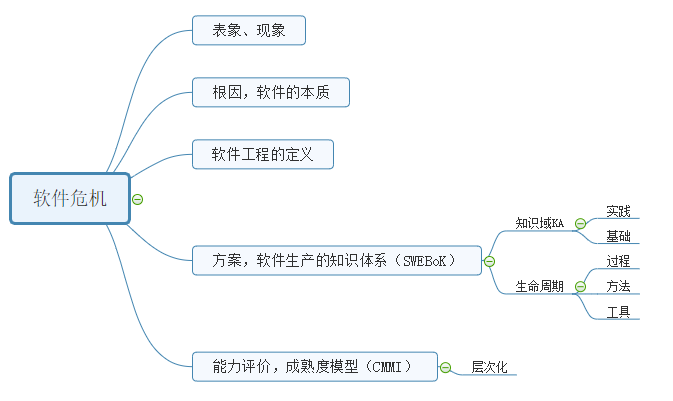 软件危机
表象、现象
根因，软件的本质
软件工程的定义
方案，软件生产的知识体系（SWEBoK）
知识域KA
实践
基础
生命周期
过程
方法
工具
能力评价，成熟度模型（CMMI）
层次化